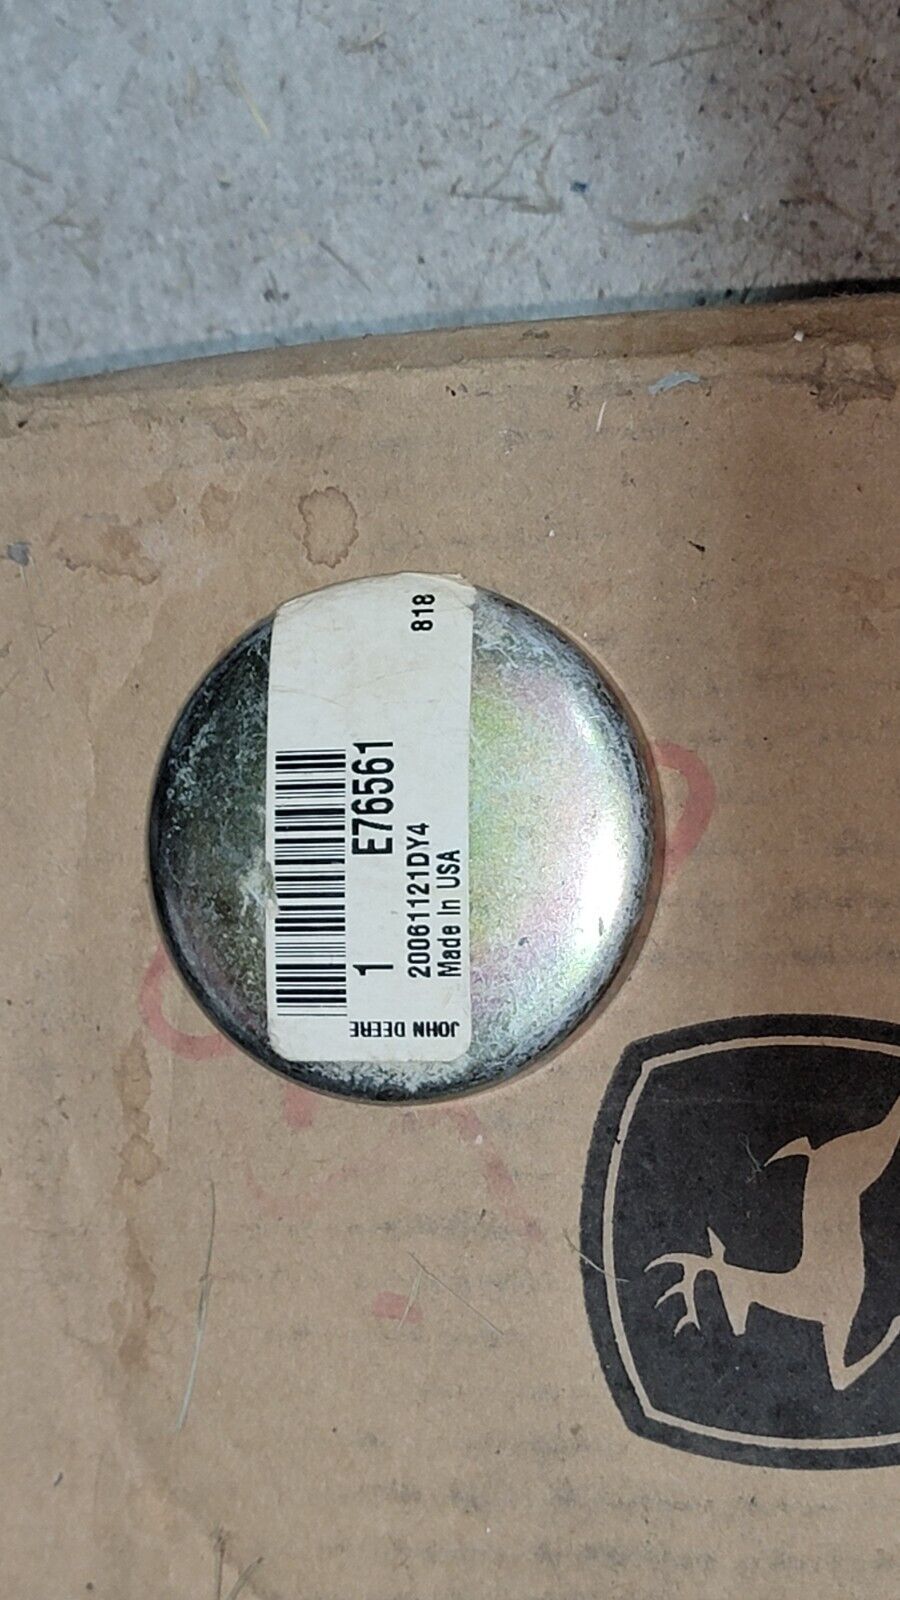 818
1 E76561
20061121DY4
Made In USA
JOHN DEERE